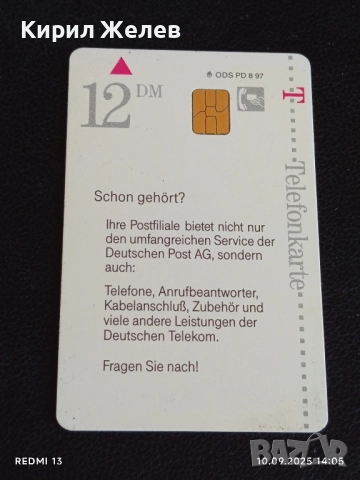 Кирил Желев
ODS PD 8 97
12 DM
T
Telefonkarte
Schon gehört?
Ihre Postfiliale bietet nicht nur
den umfangreichen Service der
Deutschen Post AG, sondern
auch:
Telefone, Anrufbeantworter,
Kabelanschluß, Zubehör und
viele andere Leistungen der
Deutschen Telekom.
Fragen Sie nach!
BAZAR
REDMI 13
10.09.2025 14:05